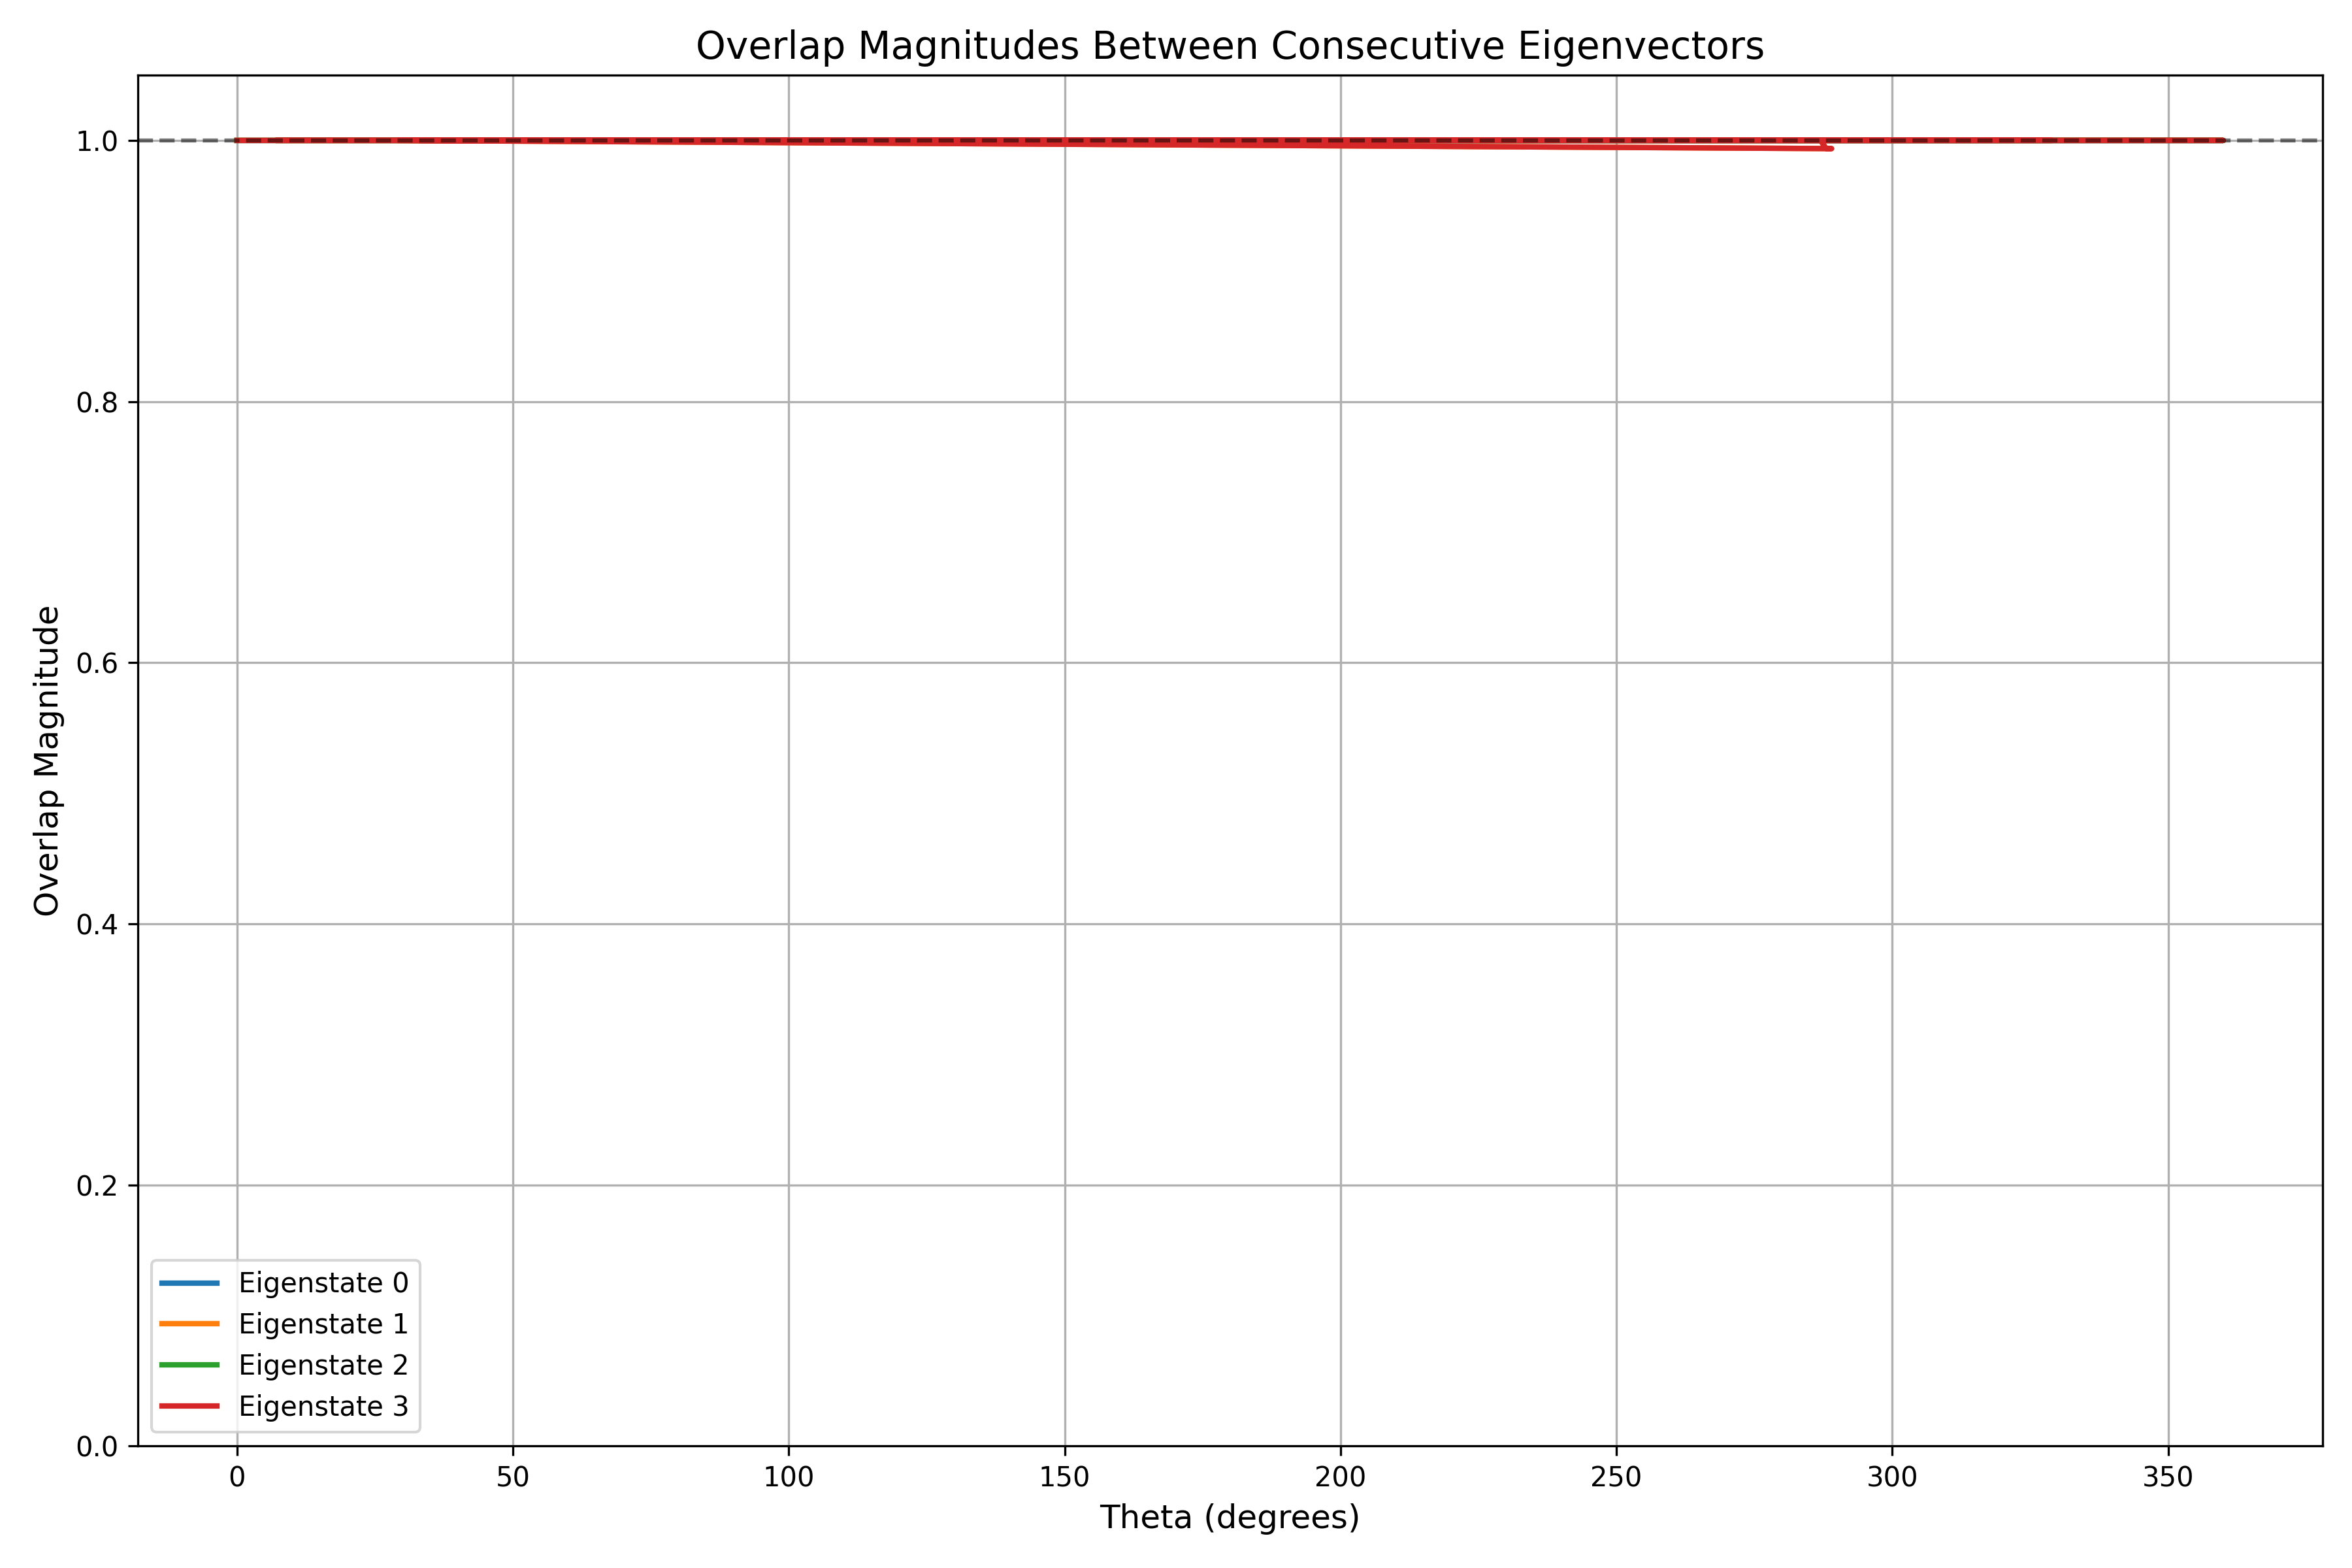 Overlap Magnitudes Between Consecutive Eigenvectors
Overlap Magnitude
1.0
0.8
0.6
0.4
0.2
0.0
Eigenstate 0
Eigenstate 1
Eigenstate 2
Eigenstate 3
0 50 100 150 200 250 300 350
Theta (degrees)